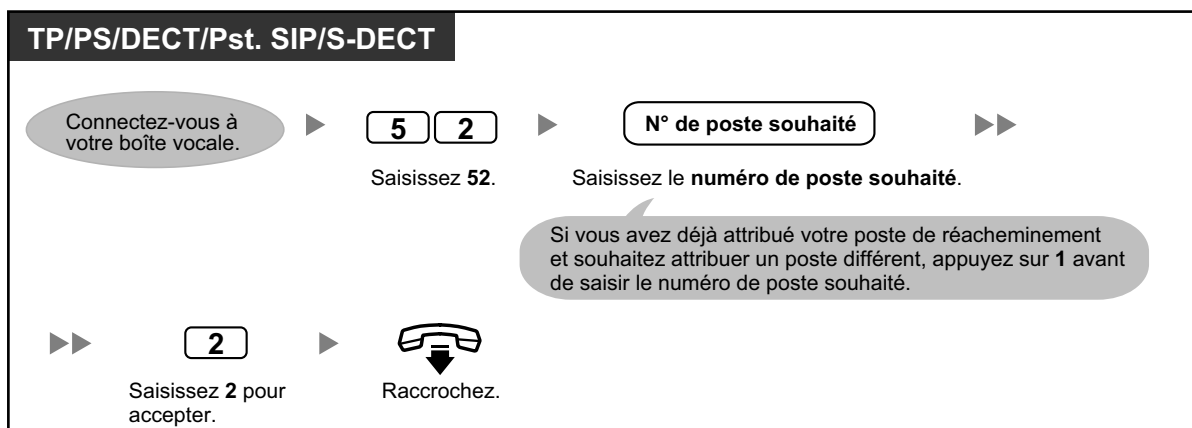 TP/PS/DECT/Pst. SIP/S-DECT
Connectez-vous à
votre boîte vocale.
5 2
N° de poste souhaité
Saisissez 52.
Saisissez le numéro de poste souhaité.
Si vous avez déjà attribué votre poste de réacheminement
et souhaitez attribuer un poste différent, appuyez sur 1 avant
de saisir le numéro de poste souhaité.
2
Saisissez 2 pour
accepter.
Raccrochez.